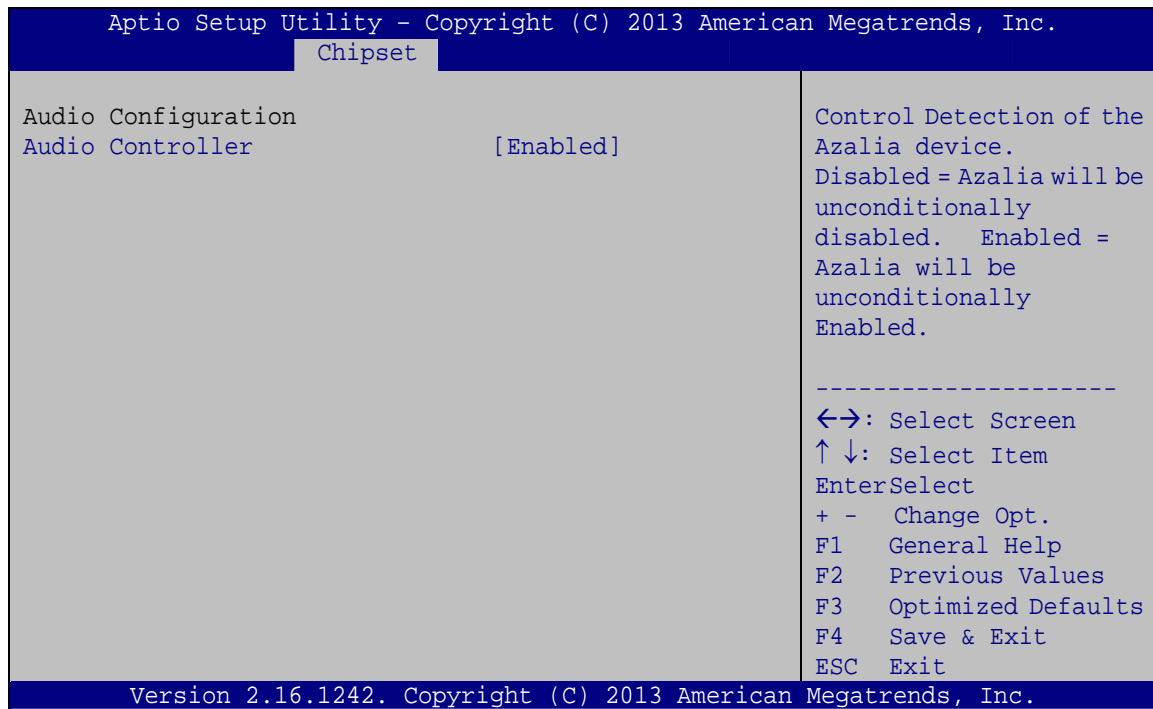 Aptio Setup Utility – Copyright (C) 2013 American Megatrends, Inc.
Chipset
Audio Configuration
Audio Controller [Enabled]
Control Detection of the
Azalia device.
Disabled = Azalia will be
unconditionally
disabled. Enabled =
Azalia will be
unconditionally
Enabled.
----------------------
←→: Select Screen
↑ ↓: Select Item
EnterSelect
+ - Change Opt.
F1 General Help
F2 Previous Values
F3 Optimized Defaults
F4 Save & Exit
ESC Exit
Version 2.16.1242. Copyright (C) 2013 American Megatrends, Inc.